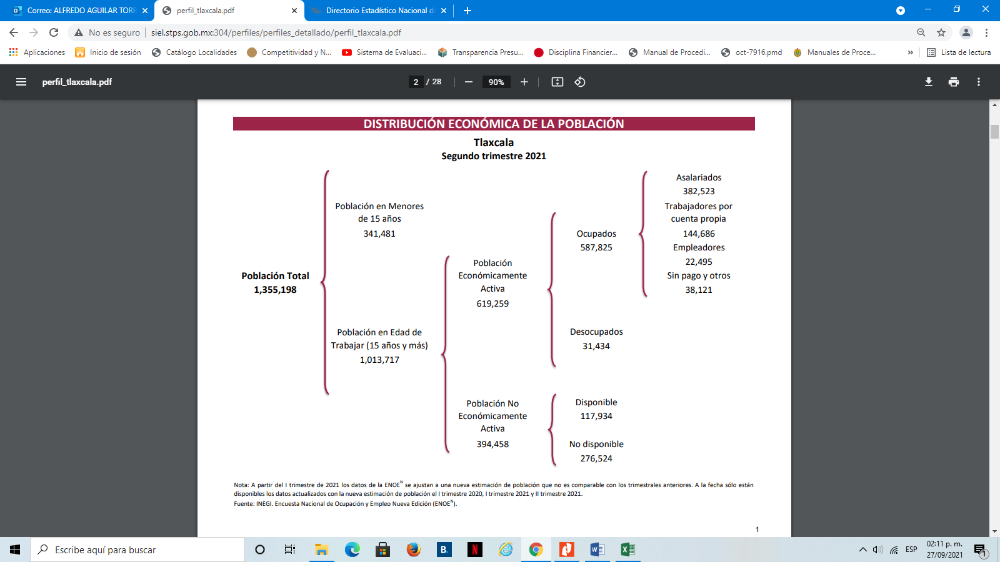 Correo: ALFREDO AGUILAR TORR
perfil_tlaxcala.pdf
Directorio Estadístico Nacional d
No es seguro
siel.stps.gob.mx:304/perfiles/perfiles_detallado/perfil_tlaxcala.pdf
Aplicaciones
Inicio de sesión
Catálogo Localidades
Competitividad y N...
Sistema de Evaluaci...
Transparencia Presu...
Disciplina Financier...
Manual de Procedi...
oct-7916.pmd
Manuales de Proce...
»
Lista de lectura
perfil_tlaxcala.pdf
2 / 28
90%
DISTRIBUCIÓN ECONÓMICA DE LA POBLACIÓN
Tlaxcala
Segundo trimestre 2021
Población Total
1,355,198
Población en Menores
de 15 años
341,481
Población en Edad de
Trabajar (15 años y más)
1,013,717
Población
Económicamente
Activa
619,259
Población No
Económicamente
Activa
394,458
Ocupados
587,825
Desocupados
31,434
Disponible
117,934
No disponible
276,524
Asalariados
382,523
Trabajadores por
cuenta propia
144,686
Empleadores
22,495
Sin pago y otros
38,121
Nota: A partir del I trimestre de 2021 los datos de la ENOEᴺ se ajustan a una nueva estimación de población que no es comparable con los trimestrales anteriores. A la fecha sólo están
disponibles los datos actualizados con la nueva estimación de población el I trimestre 2020, I trimestre 2021 y II trimestre 2021.
Fuente: INEGI. Encuesta Nacional de Ocupación y Empleo Nueva Edición (ENOEᴺ).
1
Escribe aquí para buscar
B.
N
ESP
02:11 p. m.
27/09/2021
1